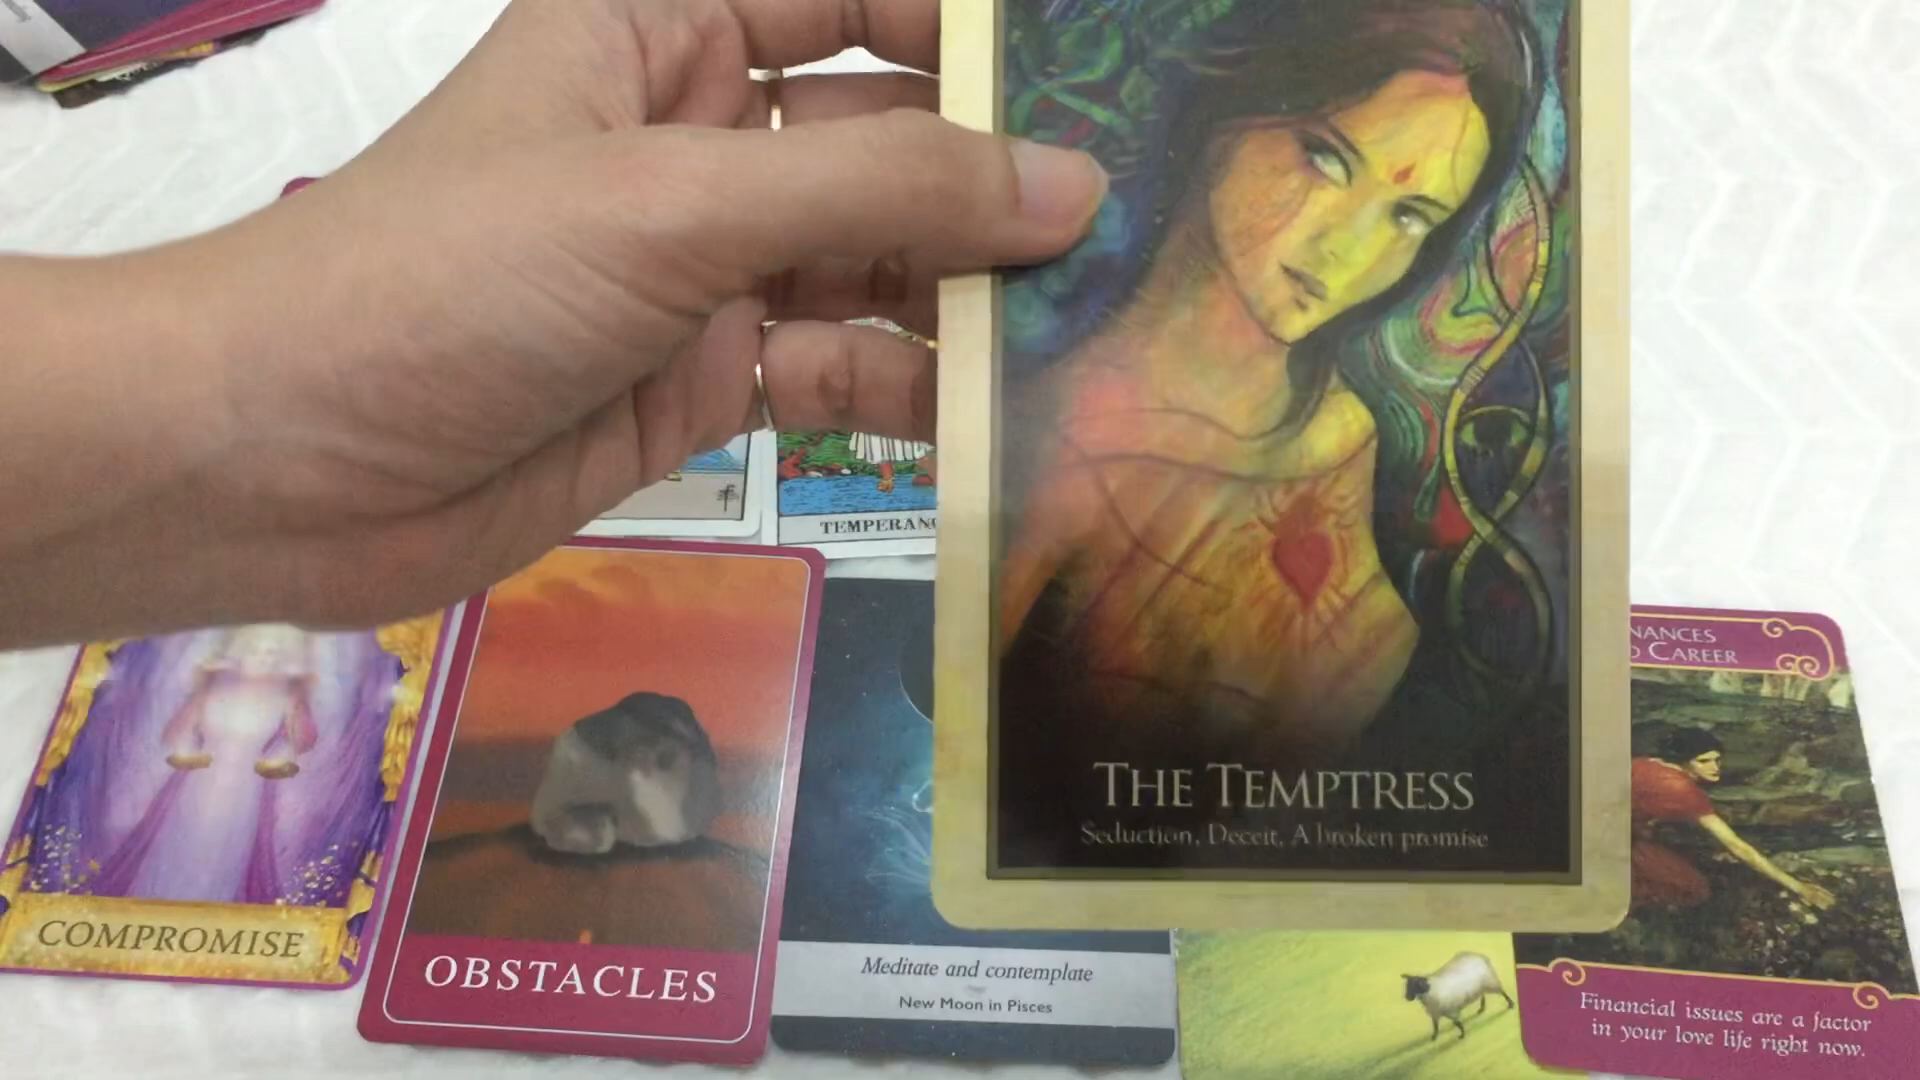 TEMPERANC
NANCES
CAREER
THE TEMPTRESS
Seduction, Deceit, A broken promise
COMPROMISE
OBSTACLES
Meditate and contemplate
New Moon in Pisces
Financial issues are a factor
in your love life right now.